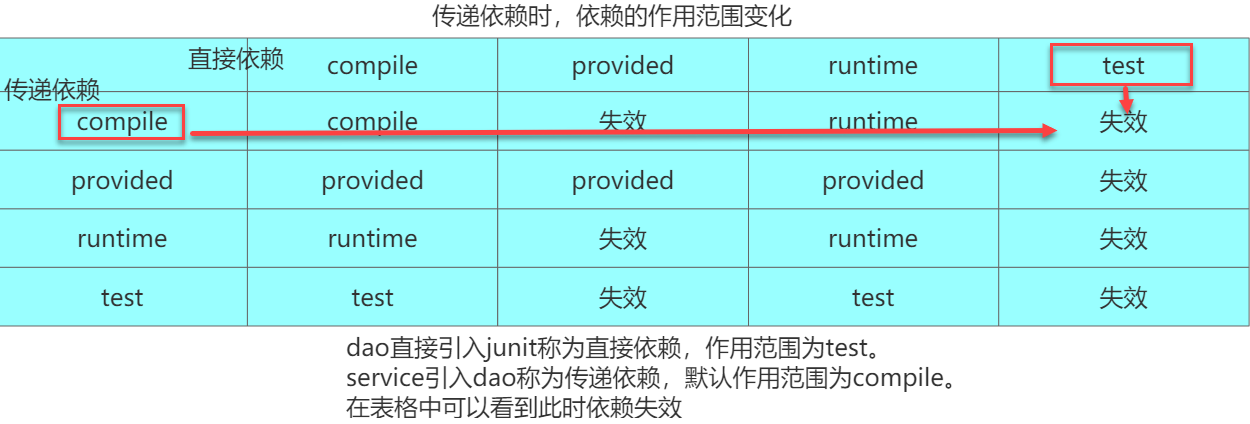 传递依赖时，依赖的作用范围变化
直接依赖 compile provided runtime test
传递依赖
compile compile 失效 runtime 失效
provided provided provided provided 失效
runtime runtime 失效 runtime 失效
test test 失效 test 失效
dao直接引入junit称为直接依赖，作用范围为test。
service引入dao称为传递依赖，默认作用范围为compile。
在表格中可以看到此时依赖失效